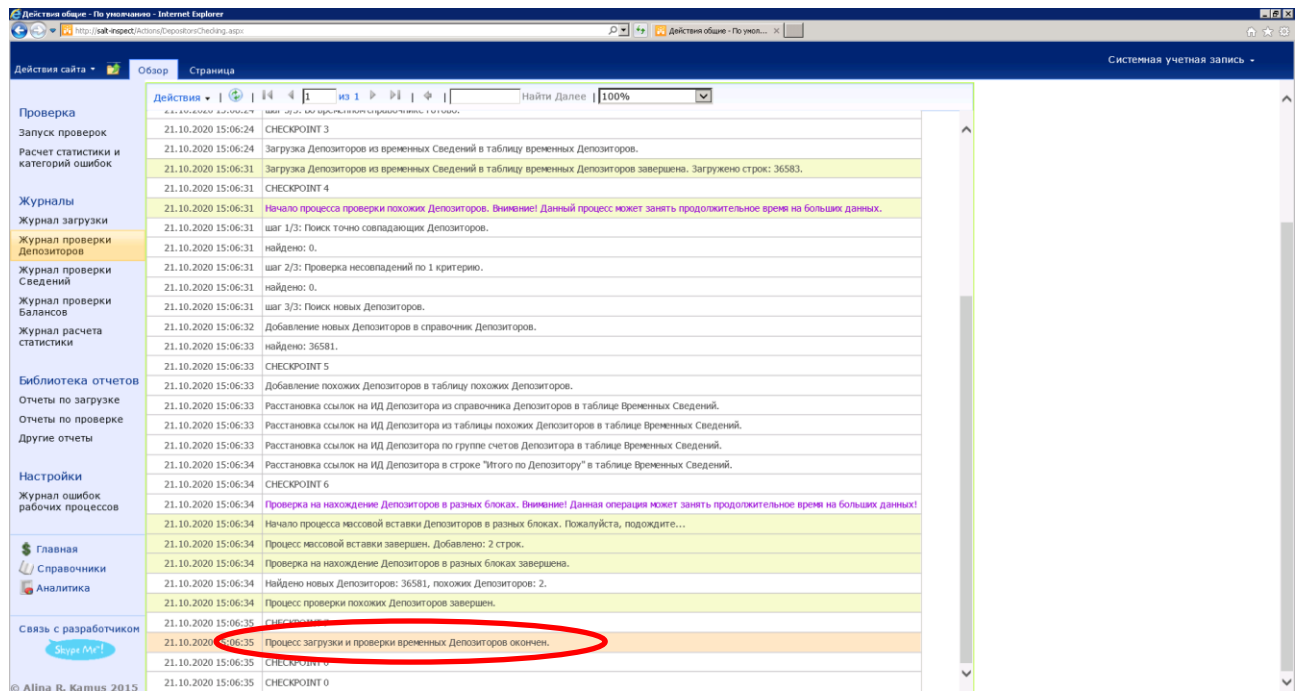 Действия общие - По умолчанию - Internet Explorer
http://salt-inspect/Actions/DepositorsChecking.aspx
Действия общие - По умол...
Действия сайта
Обзор
Страница
Системная учетная запись
Проверка
Запуск проверок
Расчет статистики и
категорий ошибок
Журналы
Журнал загрузки
Журнал проверки
Депозиторов
Журнал проверки
Сведений
Журнал проверки
Балансов
Журнал расчета
статистики
Библиотека отчетов
Отчеты по загрузке
Отчеты по проверке
Другие отчеты
Настройки
Журнал ошибок
рабочих процессов
Главная
Справочники
Аналитика
Связь с разработчиком
Skype Me!
© Alina R. Kamus 2015
Действия | 1 из 1 | Найти Далее | 100%
21.10.2020 15:06:24 CHECKPOINT 3
21.10.2020 15:06:24 Загрузка Депозиторов из временных Сведений в таблицу временных Депозиторов.
21.10.2020 15:06:31 Загрузка Депозиторов из временных Сведений в таблицу временных Депозиторов завершена. Загружено строк: 36583.
21.10.2020 15:06:31 CHECKPOINT 4
21.10.2020 15:06:31 Начало процесса проверки похожих Депозиторов. Внимание! Данный процесс может занять продолжительное время на больших данных.
21.10.2020 15:06:31 шаг 1/3: Поиск точно совпадающих Депозиторов.
21.10.2020 15:06:31 найдено: 0.
21.10.2020 15:06:31 шаг 2/3: Проверка несовпадений по 1 критерию.
21.10.2020 15:06:31 найдено: 0.
21.10.2020 15:06:31 шаг 3/3: Поиск новых Депозиторов.
21.10.2020 15:06:32 Добавление новых Депозиторов в справочник Депозиторов.
21.10.2020 15:06:33 найдено: 36581.
21.10.2020 15:06:33 CHECKPOINT 5
21.10.2020 15:06:33 Добавление похожих Депозиторов в таблицу похожих Депозиторов.
21.10.2020 15:06:33 Расстановка ссылок на ИД Депозитора из справочника Депозиторов в таблице Временных Сведений.
21.10.2020 15:06:33 Расстановка ссылок на ИД Депозитора из таблицы похожих Депозиторов в таблице Временных Сведений.
21.10.2020 15:06:33 Расстановка ссылок на ИД Депозитора по группе счетов Депозитора в таблице Временных Сведений.
21.10.2020 15:06:34 Расстановка ссылок на ИД Депозитора в строке "Итого по Депозитору" в таблице Временных Сведений.
21.10.2020 15:06:34 CHECKPOINT 6
21.10.2020 15:06:34 Проверка на нахождение Депозиторов в разных блоках. Внимание! Данная операция может занять продолжительное время на больших данных!
21.10.2020 15:06:34 Начало процесса массовой вставки Депозиторов в разных блоках. Пожалуйста, подождите...
21.10.2020 15:06:34 Процесс массовой вставки завершен. Добавлено: 2 строк.
21.10.2020 15:06:34 Проверка на нахождение Депозиторов в разных блоках завершена.
21.10.2020 15:06:34 Найдено новых Депозиторов: 36581, похожих Депозиторов: 2.
21.10.2020 15:06:34 Процесс проверки похожих Депозиторов завершен.
21.10.2020 15:06:35 CHECKPOINT
21.10.2020 15:06:35 Процесс загрузки и проверки временных Депозиторов окончен.
21.10.2020 15:06:35 CHECKPOINT
21.10.2020 15:06:35 CHECKPOINT 0